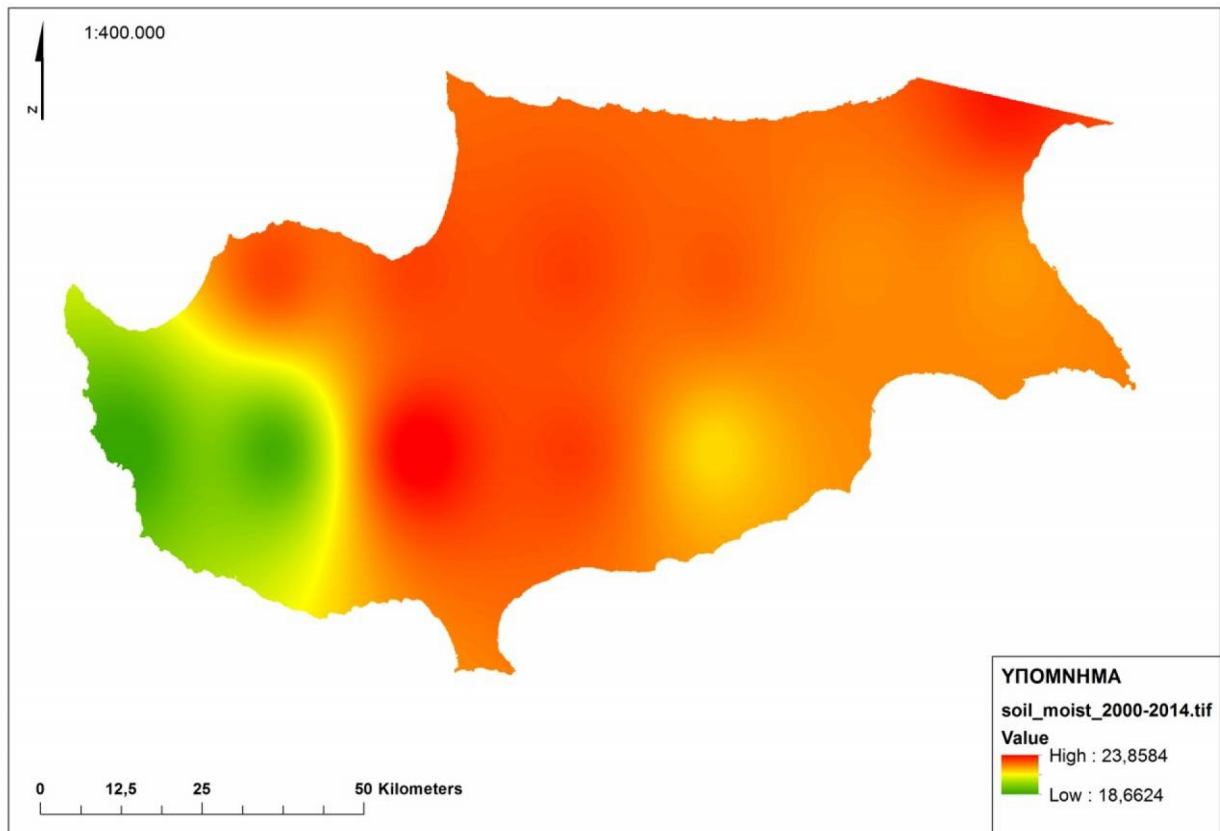 1:400.000
z
ΥΠΟΜΝΗΜΑ
soil_moist_2000-2014.tif
Value
High : 23,8584
Low : 18,6624
0 12,5 25 50 Kilometers